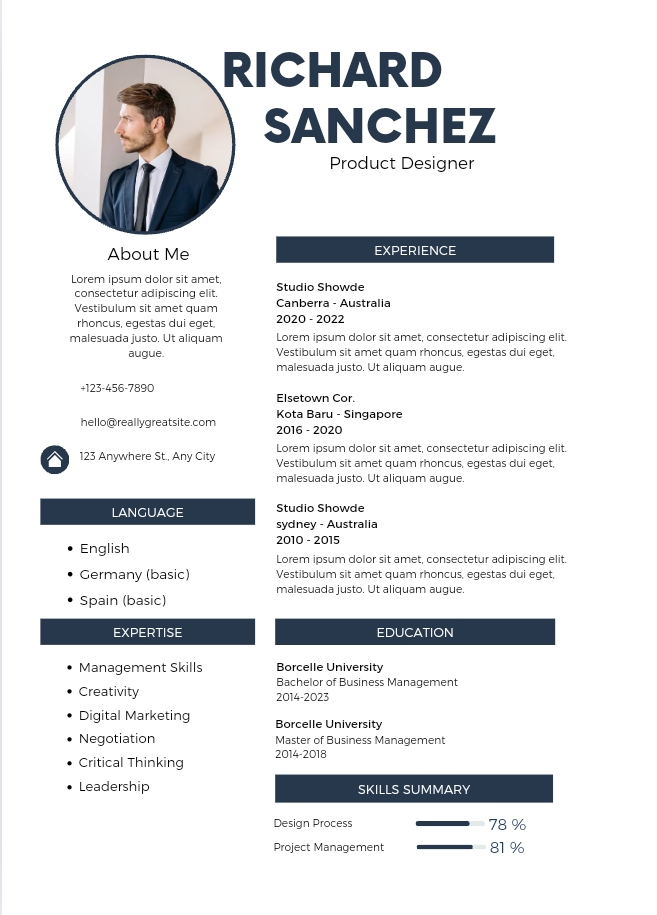 RICHARD
SANCHEZ
Product Designer
About Me
Lorem ipsum dolor sit amet,
consectetur adipiscing elit.
Vestibulum sit amet quam
rhoncus, egestas dui eget,
malesuada justo. Ut aliquam
augue.
+123-456-7890
hello@reallygreatsite.com
123 Anywhere St., Any City
LANGUAGE
• English
• Germany (basic)
• Spain (basic)
EXPERTISE
• Management Skills
• Creativity
• Digital Marketing
• Negotiation
• Critical Thinking
• Leadership
EXPERIENCE
Studio Showde
Canberra - Australia
2020 - 2022
Lorem ipsum dolor sit amet, consectetur adipiscing elit.
Vestibulum sit amet quam rhoncus, egestas dui eget,
malesuada justo. Ut aliquam augue.
Elsetown Cor.
Kota Baru - Singapore
2016 - 2020
Lorem ipsum dolor sit amet, consectetur adipiscing elit.
Vestibulum sit amet quam rhoncus, egestas dui eget,
malesuada justo. Ut aliquam augue.
Studio Showde
sydney - Australia
2010 - 2015
Lorem ipsum dolor sit amet, consectetur adipiscing elit.
Vestibulum sit amet quam rhoncus, egestas dui eget,
malesuada justo. Ut aliquam augue.
EDUCATION
Borcelle University
Bachelor of Business Management
2014-2023
Borcelle University
Master of Business Management
2014-2018
SKILLS SUMMARY
Design Process 78 %
Project Management 81 %